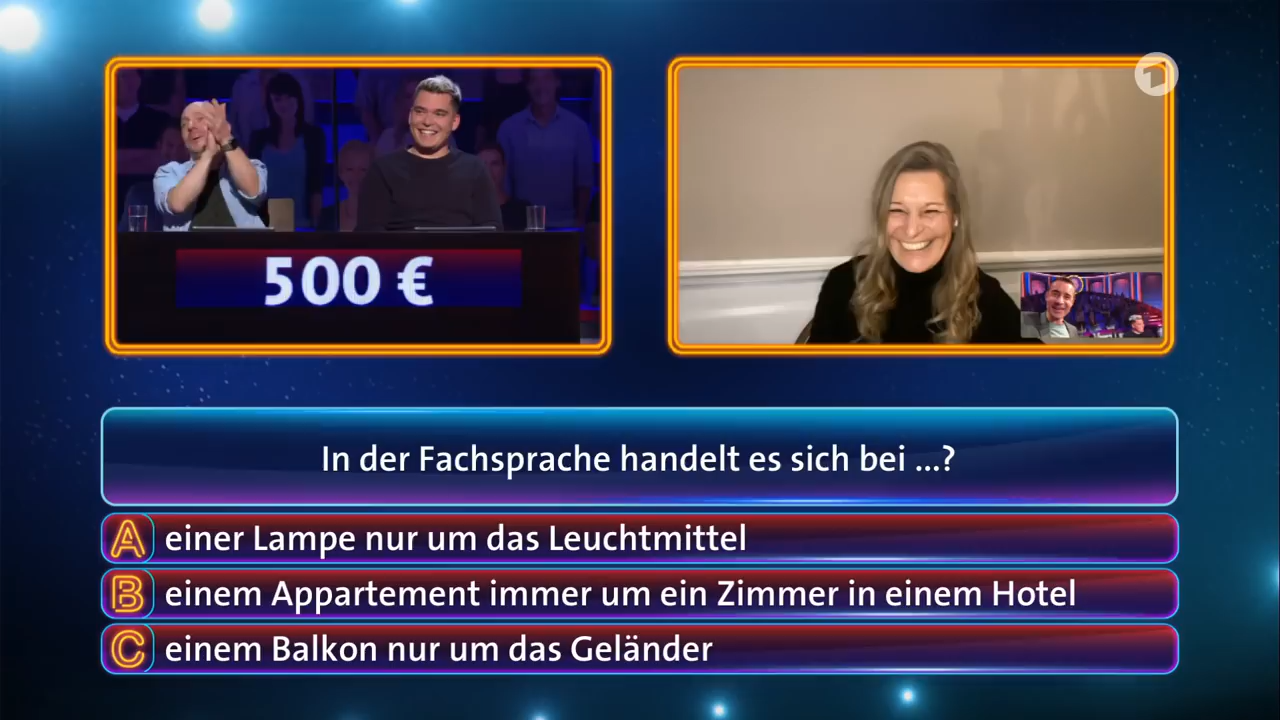 500 €
In der Fachsprache handelt es sich bei ...?
A einer Lampe nur um das Leuchtmittel
B einem Appartement immer um ein Zimmer in einem Hotel
C einem Balkon nur um das Geländer